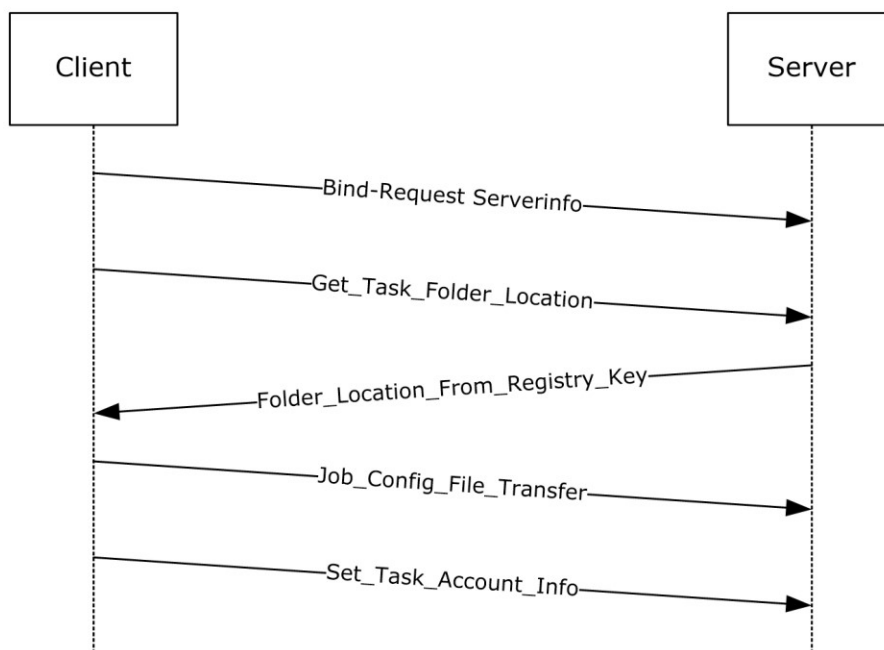 Client
Server
Bind-Request Serverinfo
Get_Task_Folder_Location
Folder_Location_From_Registry_Key
Job_Config_File_Transfer
Set_Task_Account_Info